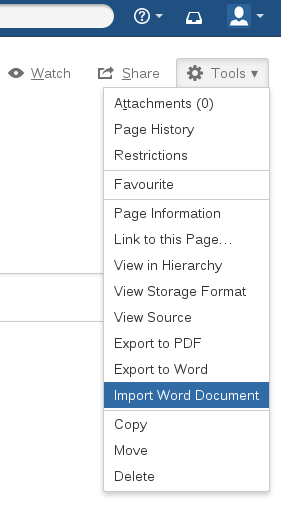 Watch Share Tools
Attachments (0)
Page History
Restrictions
Favourite
Page Information
Link to this Page...
View in Hierarchy
View Storage Format
View Source
Export to PDF
Export to Word
Import Word Document
Copy
Move
Delete